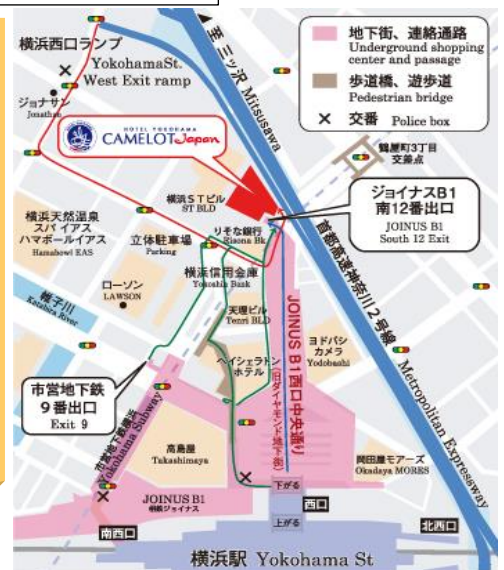 横浜西口ランプ
YokohamaSt.
West Exit ramp
ジョナサン
Jonathan
至 三ッ沢 Mitsusawa
地下街、連絡通路
Underground shopping
center and passage
歩道橋、遊歩道
Pedestrian bridge
交番 Police box
HOTEL YOKOHAMA
CAMELOT Japan
鶴屋町3丁目
交差点
横浜STビル
ST BLD
ジョイナスB1
南12番出口
JOINUS B1
South 12 Exit
横浜天然温泉
スパ イアス
ハマボールイアス
Hamabowl EAS
立体駐車場
Parking
りそな銀行
Risona Bk
横浜信用金庫
Yokoshin Bank
首都高速神奈川2号線
Metropolitan Expressway
ローソン
LAWSON
帷子川
Katabira River
天理ビル
Tenri BLD
JOINUS B1 西口中央通り
(旧ダイヤモンド地下街)
ヨドバシ
カメラ
Yodobashi
ベイシェラトン
ホテル
市営地下鉄
9番出口
Exit 9
市営地下鉄横浜
Yokohama Subway
高島屋
Takashimaya
岡田屋モアーズ
Okadaya MORES
JOINUS B1
相鉄ジョイナス
下がる
西口
上がる
南西口
北西口
横浜駅 Yokohama St